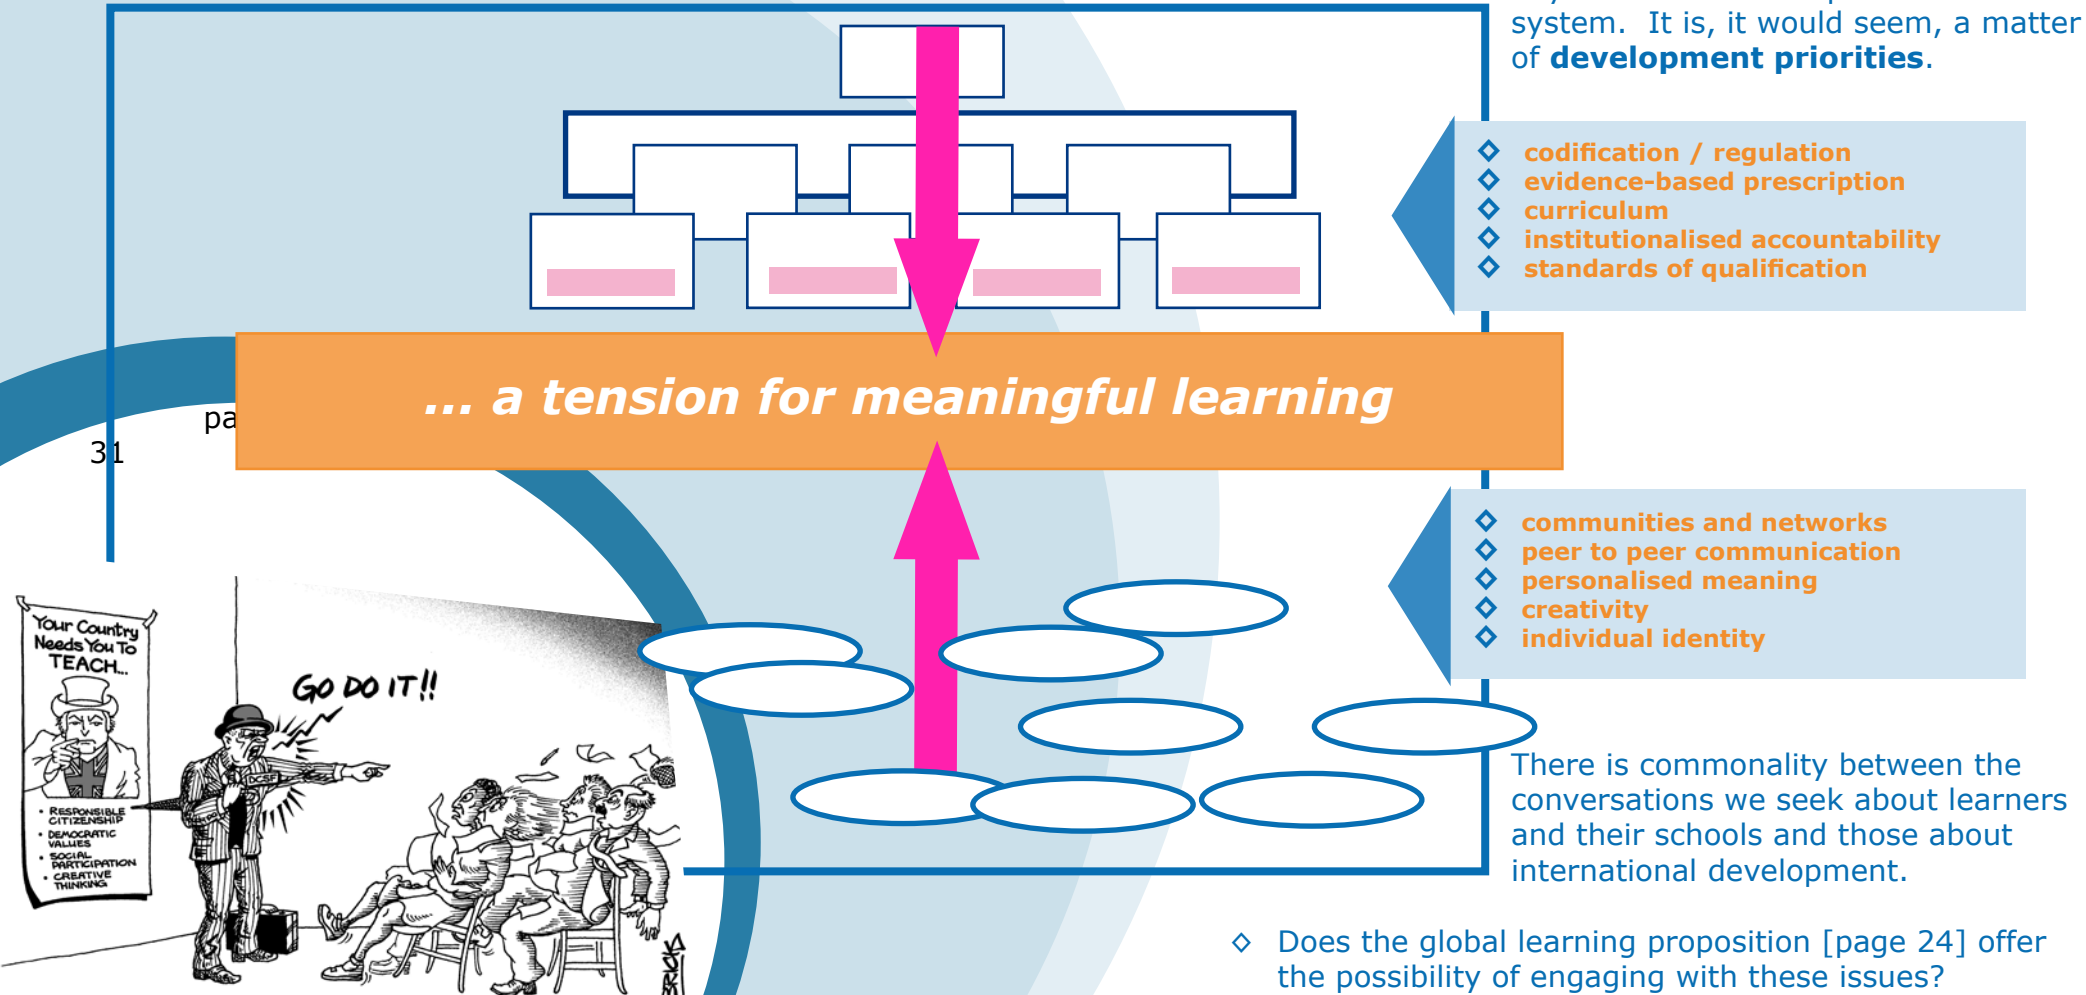 system.  It is, it would seem, a matter
of development priorities.
codification / regulation
evidence-based prescription
curriculum
institutionalised accountability
standards of qualification
... a tension for meaningful learning
pa
31
communities and networks
peer to peer communication
personalised meaning
creativity
individual identity
Your Country
Needs You To
TEACH...
GO DO IT!!
DCSF
• RESPONSIBLE
CITIZENSHIP
• DEMOCRATIC
VALUES
• SOCIAL
PARTICIPATION
• CREATIVE
THINKING
BRICK
There is commonality between the
conversations we seek about learners
and their schools and those about
international development.
Does the global learning proposition [page 24] offer
the possibility of engaging with these issues?